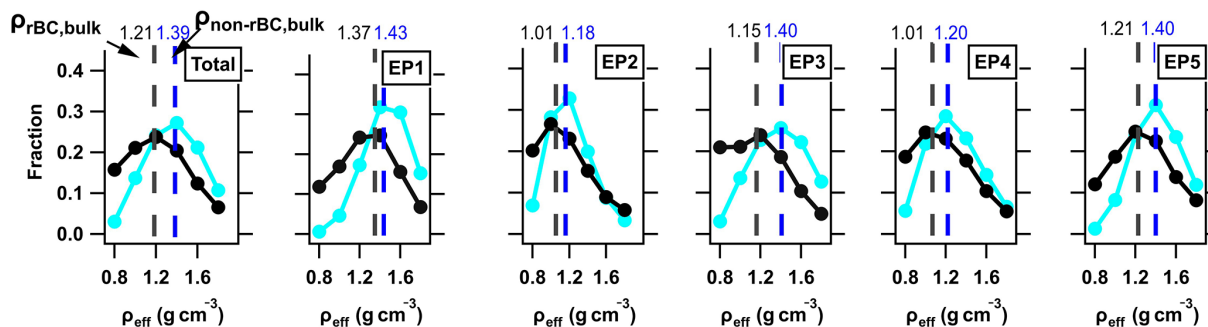 ρrBC,bulk 1.21 1.39 ρnon-rBC,bulk 1.37 1.43 1.01 1.18 1.15 1.40 1.01 1.20 1.21 1.40
Total EP1 EP2 EP3 EP4 EP5
0.4
0.3
0.2
0.1
0.0
Fraction
0.8 1.2 1.6 0.8 1.2 1.6 0.8 1.2 1.6 0.8 1.2 1.6 0.8 1.2 1.6 0.8 1.2 1.6
ρeff (g cm⁻³) ρeff (g cm⁻³) ρeff (g cm⁻³) ρeff (g cm⁻³) ρeff (g cm⁻³) ρeff (g cm⁻³)